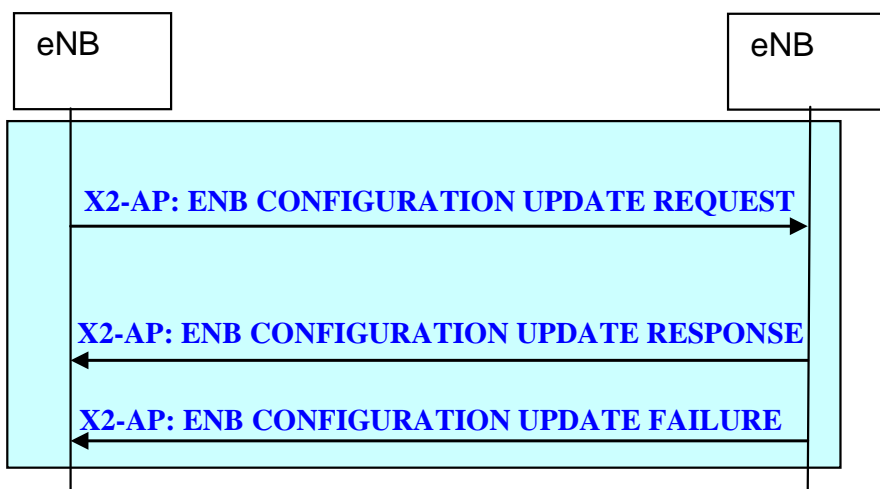 eNB
eNB
X2-AP: ENB CONFIGURATION UPDATE REQUEST
X2-AP: ENB CONFIGURATION UPDATE RESPONSE
X2-AP: ENB CONFIGURATION UPDATE FAILURE